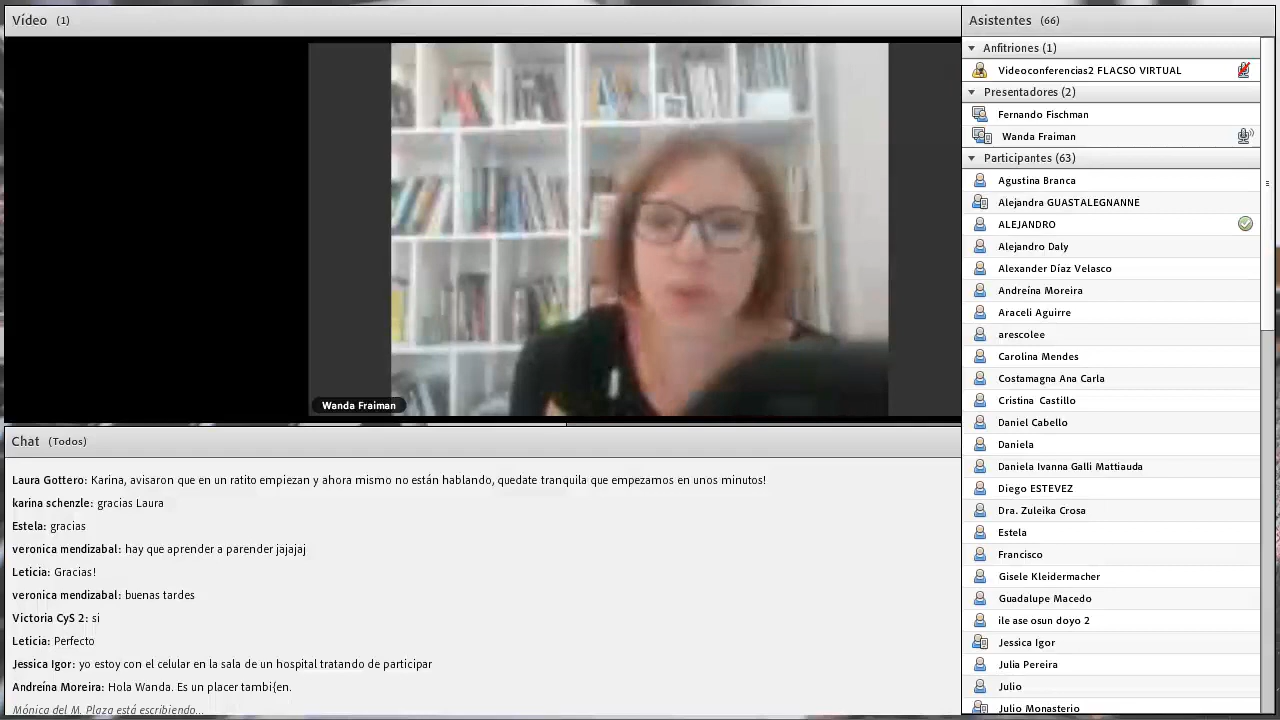 Vídeo (1)
Wanda Fraiman
Chat (Todos)
Laura Gottero: Karina, avisaron que en un ratito empiezan y ahora mismo no están hablando, quedate tranquila que empezamos en unos minutos!
karina schenzle: gracias Laura
Estela: gracias
veronica mendizabal: hay que aprender a parender jajajaj
Leticia: Gracias!
veronica mendizabal: buenas tardes
Victoria CyS 2: si
Leticia: Perfecto
Jessica Igor: yo estoy con el celular en la sala de un hospital tratando de participar
Andreína Moreira: Hola Wanda. Es un placer tambi{en.
Mónica del M. Plaza está escribiendo...
Asistentes (66)
Anfitriones (1)
Videoconferencias2 FLACSO VIRTUAL
Presentadores (2)
Fernando Fischman
Wanda Fraiman
Participantes (63)
Agustina Branca
Alejandra GUASTALEGNANNE
ALEJANDRO
Alejandro Daly
Alexander Díaz Velasco
Andreína Moreira
Araceli Aguirre
arescolee
Carolina Mendes
Costamagna Ana Carla
Cristina Castillo
Daniel Cabello
Daniela
Daniela Ivanna Galli Mattiauda
Diego ESTEVEZ
Dra. Zuleika Crosa
Estela
Francisco
Gisele Kleidermacher
Guadalupe Macedo
ile ase osun doyo 2
Jessica Igor
Julia Pereira
Julio
Julio Monasterio